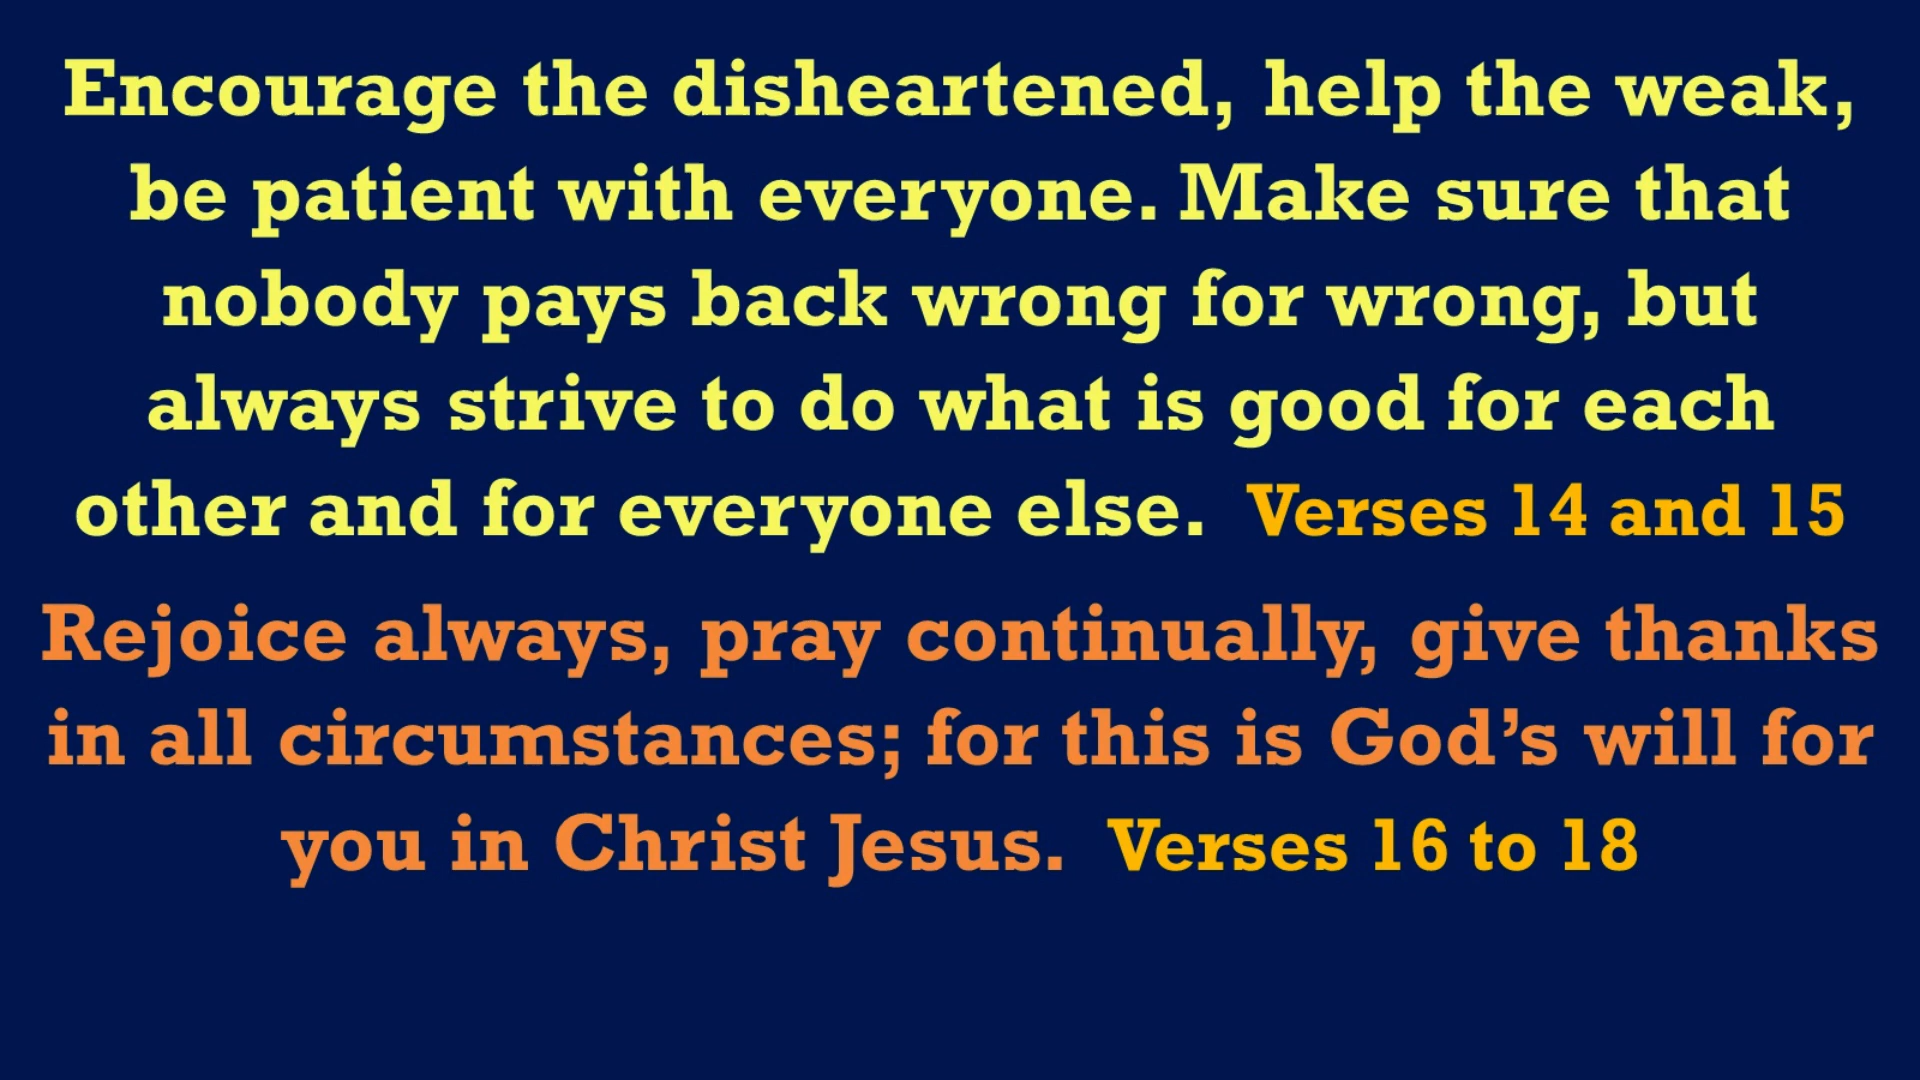 Encourage the disheartened, help the weak,
be patient with everyone. Make sure that
nobody pays back wrong for wrong, but
always strive to do what is good for each
other and for everyone else. Verses 14 and 15
Rejoice always, pray continually, give thanks
in all circumstances; for this is God’s will for
you in Christ Jesus. Verses 16 to 18